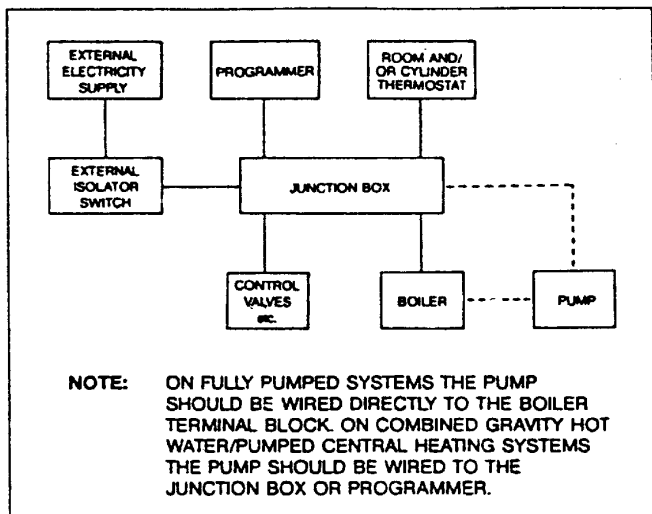 EXTERNAL
ELECTRICITY
SUPPLY
PROGRAMMER
ROOM AND/
OR CYLINDER
THERMOSTAT
EXTERNAL
ISOLATOR
SWITCH
JUNCTION BOX
CONTROL
VALVES
etc.
BOILER
PUMP
NOTE: ON FULLY PUMPED SYSTEMS THE PUMP
SHOULD BE WIRED DIRECTLY TO THE BOILER
TERMINAL BLOCK. ON COMBINED GRAVITY HOT
WATER/PUMPED CENTRAL HEATING SYSTEMS
THE PUMP SHOULD BE WIRED TO THE
JUNCTION BOX OR PROGRAMMER.